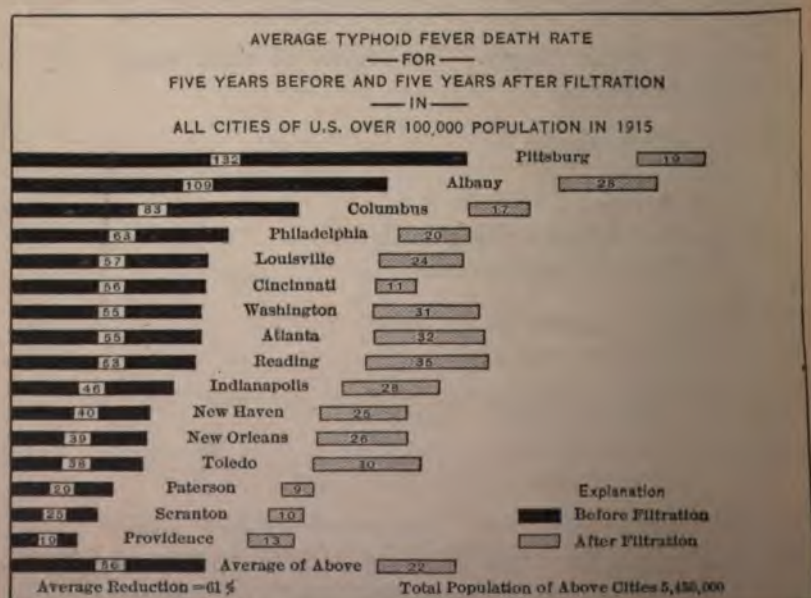 AVERAGE TYPHOID FEVER DEATH RATE
—FOR—
FIVE YEARS BEFORE AND FIVE YEARS AFTER FILTRATION
—IN—
ALL CITIES OF U.S. OVER 100,000 POPULATION IN 1915
132 Pittsburg 19
109 Albany 28
83 Columbus 17
63 Philadelphia 20
57 Louisville 24
56 Cincinnati 11
55 Washington 31
55 Atlanta 32
53 Reading 35
46 Indianapolis 28
40 New Haven 25
39 New Orleans 26
38 Toledo 30
29 Paterson 9
Explanation
25 Scranton 10 Before Filtration
19 Providence 13 After Filtration
56 Average of Above 22
Average Reduction = 61 % Total Population of Above Cities